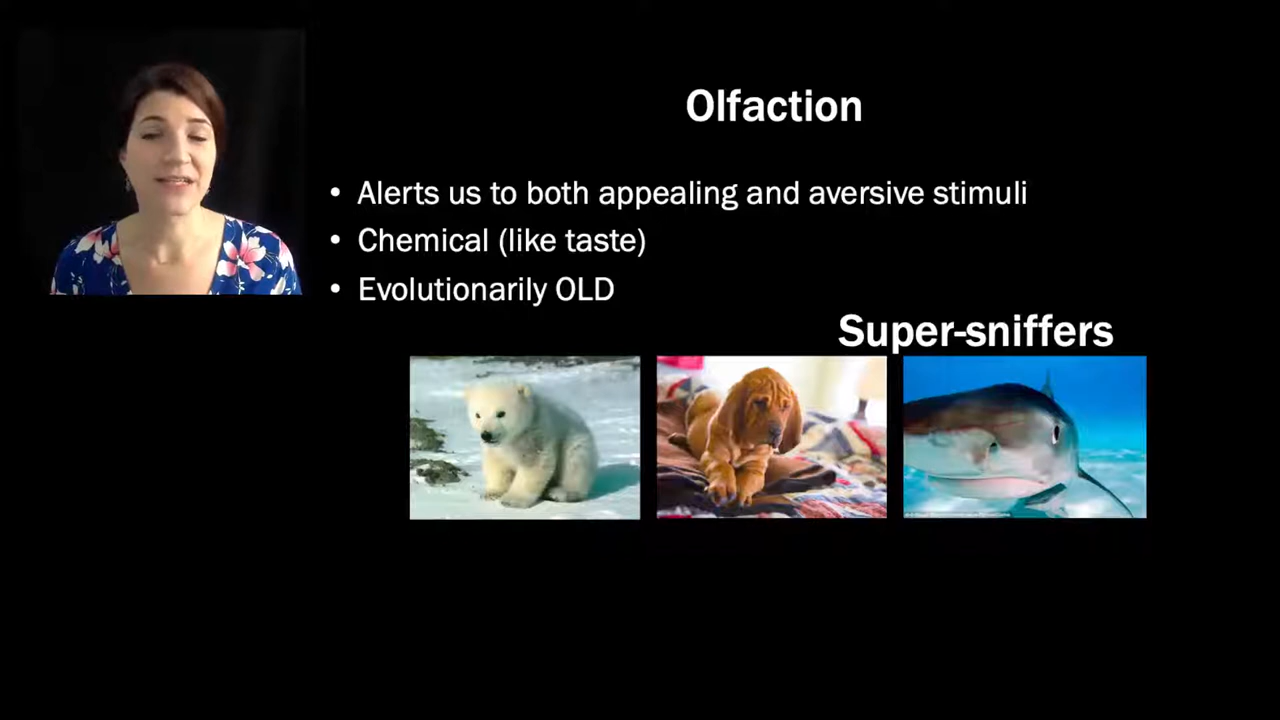 Olfaction
• Alerts us to both appealing and aversive stimuli
• Chemical (like taste)
• Evolutionarily OLD
Super-sniffers